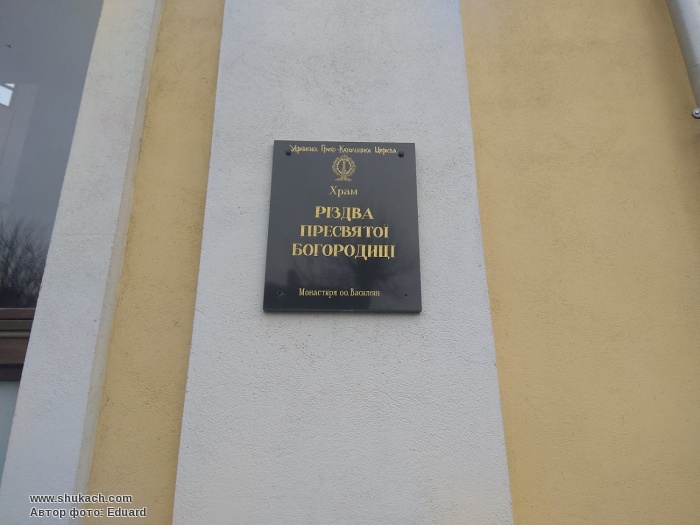 Українська Греко-Католицька Церква
Храм
РІЗДВА
ПРЕСВЯТОЇ
БОГОРОДИЦІ
Монастиря оо. Василіян
www.shukach.com
Автор фото: Eduard